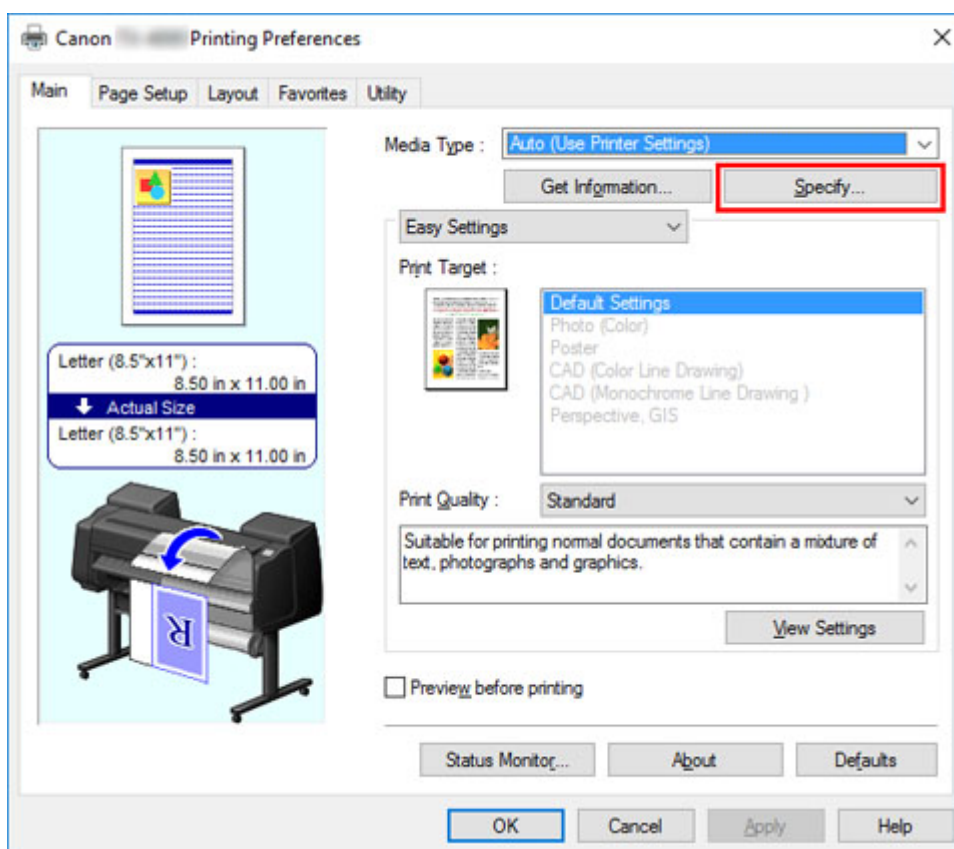 Canon Printing Preferences
Main Page Setup Layout Favorites Utility
Media Type : Auto (Use Printer Settings)
Get Information... Specify...
Easy Settings
Print Target :
Default Settings
Photo (Color)
Poster
CAD (Color Line Drawing)
CAD (Monochrome Line Drawing )
Perspective, GIS
Letter (8.5"x11") :
8.50 in x 11.00 in
Actual Size
Letter (8.5"x11") :
8.50 in x 11.00 in
R
Print Quality : Standard
Suitable for printing normal documents that contain a mixture of
text, photographs and graphics.
View Settings
Preview before printing
Status Monitor... About Defaults
OK Cancel Apply Help